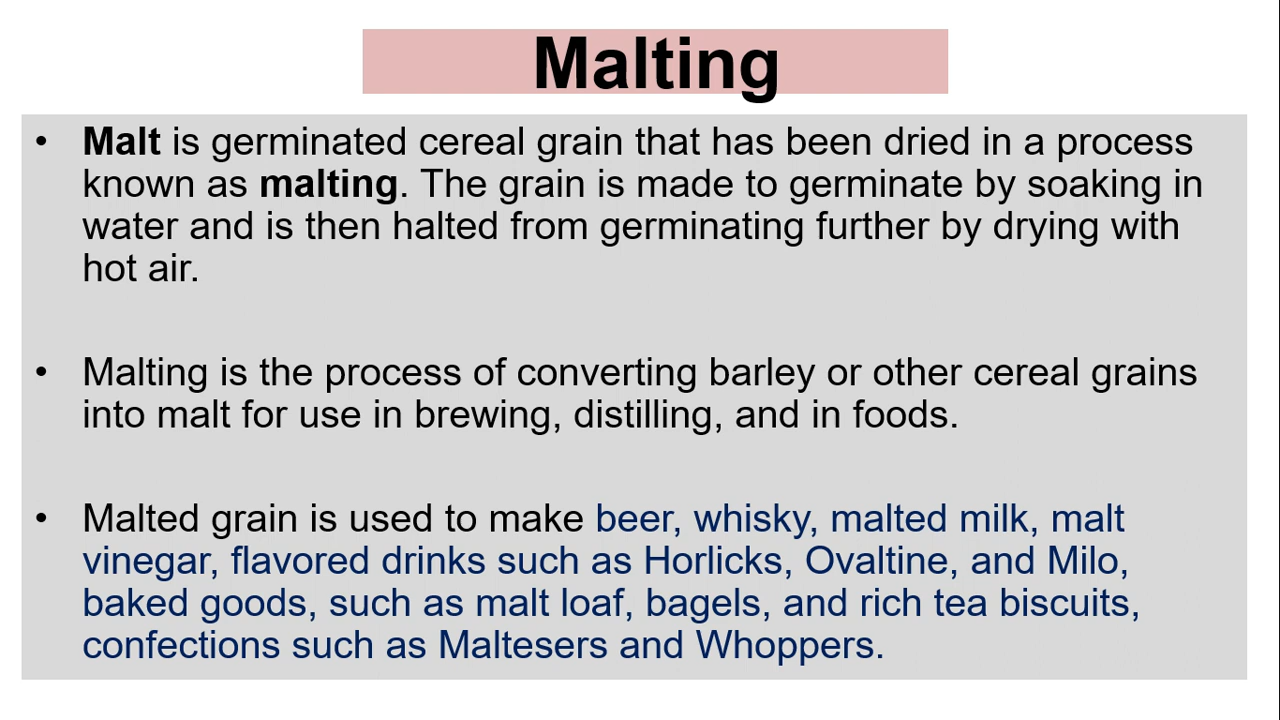 Malting
• Malt is germinated cereal grain that has been dried in a process
known as malting. The grain is made to germinate by soaking in
water and is then halted from germinating further by drying with
hot air.
• Malting is the process of converting barley or other cereal grains
into malt for use in brewing, distilling, and in foods.
• Malted grain is used to make beer, whisky, malted milk, malt
vinegar, flavored drinks such as Horlicks, Ovaltine, and Milo,
baked goods, such as malt loaf, bagels, and rich tea biscuits,
confections such as Maltesers and Whoppers.